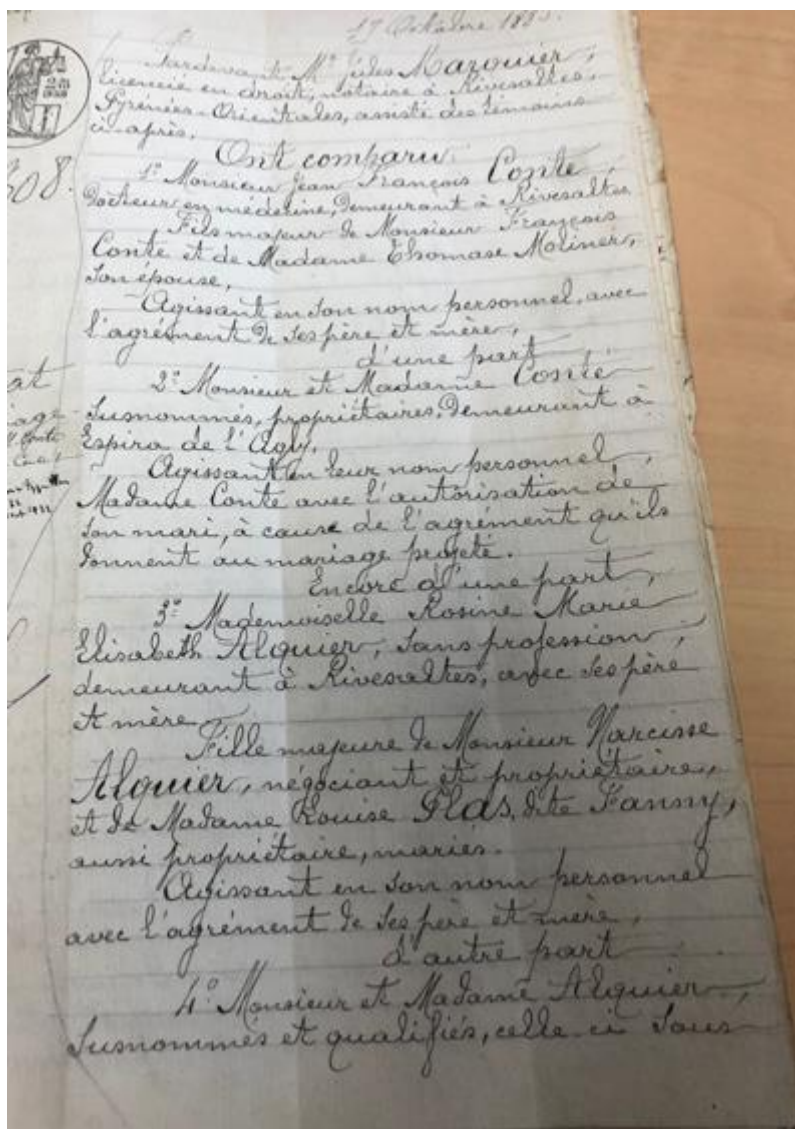 17 Octobre
Pardevant Me Jules Mazouier,
licencié en droit, notaire à Rivesaltes,
Pyrénées-Orientales, assisté des témoins
ci-après.
308.
Ont comparu:
1º Monsieur Jean François Conte,
Docteur en médecine, demeurant à Rivesaltes
Fils majeur de Monsieur François
Conte et de Madame Thomase Moliner,
son épouse,
Agissant en son nom personnel, avec
l'agrément de ses père et mère,
d'une part,
2º Monsieur et Madame Conte
susnommés, propriétaires, demeurant à
Espira de l'Agly.
Agissant en leur nom personnel,
Madame Conte avec l'autorisation de
son mari, à cause de l'agrément qu'ils
donnent au mariage projeté.
Encore d'une part,
3º Mademoiselle Rosine Marie
Elisabeth Alquier, sans profession,
demeurant à Rivesaltes, avec ses père
et mère
Fille majeure de Monsieur Narcisse
Alquier, négociant et propriétaire,
et de Madame Louise Glas, dite Fanny,
aussi propriétaire, mariés.
Agissant en son nom personnel
avec l'agrément de ses père et mère,
d'autre part
4º Monsieur et Madame Alquier,
susnommés et qualifiés, celle-ci sous